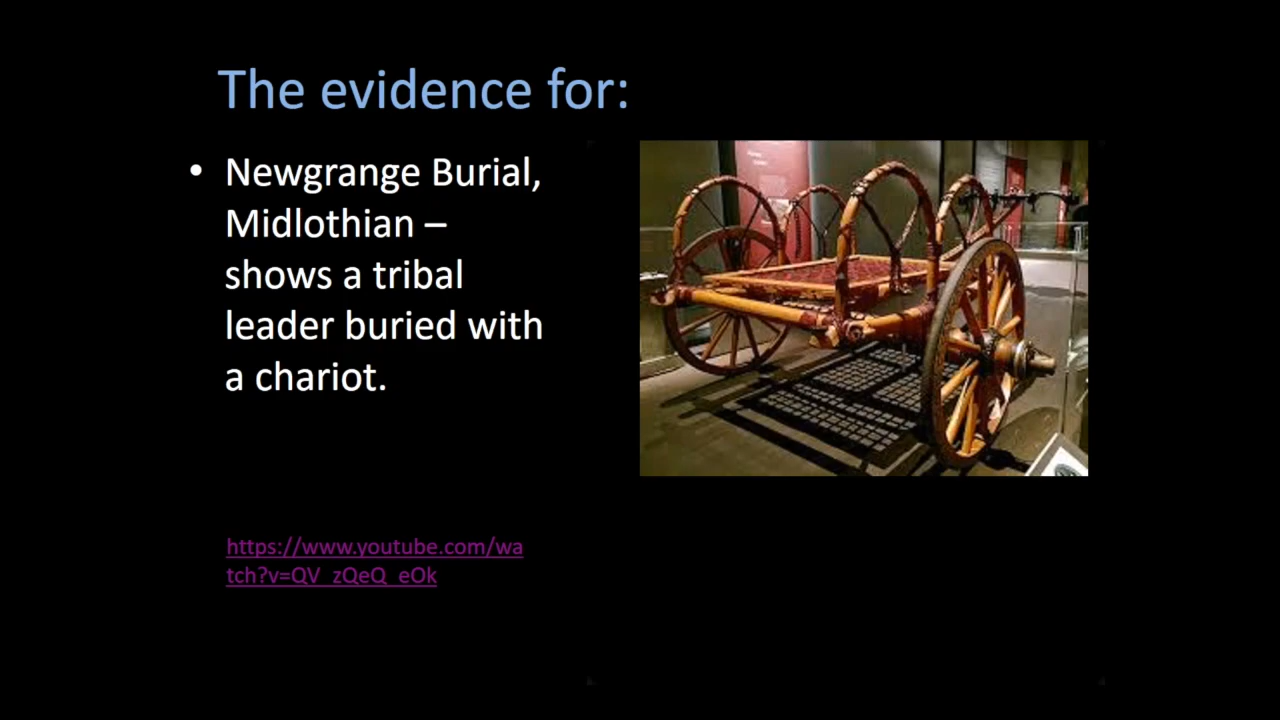 The evidence for:
• Newgrange Burial,
Midlothian –
shows a tribal
leader buried with
a chariot.
https://www.youtube.com/wa
tch?v=QV_zQeQ_eOk